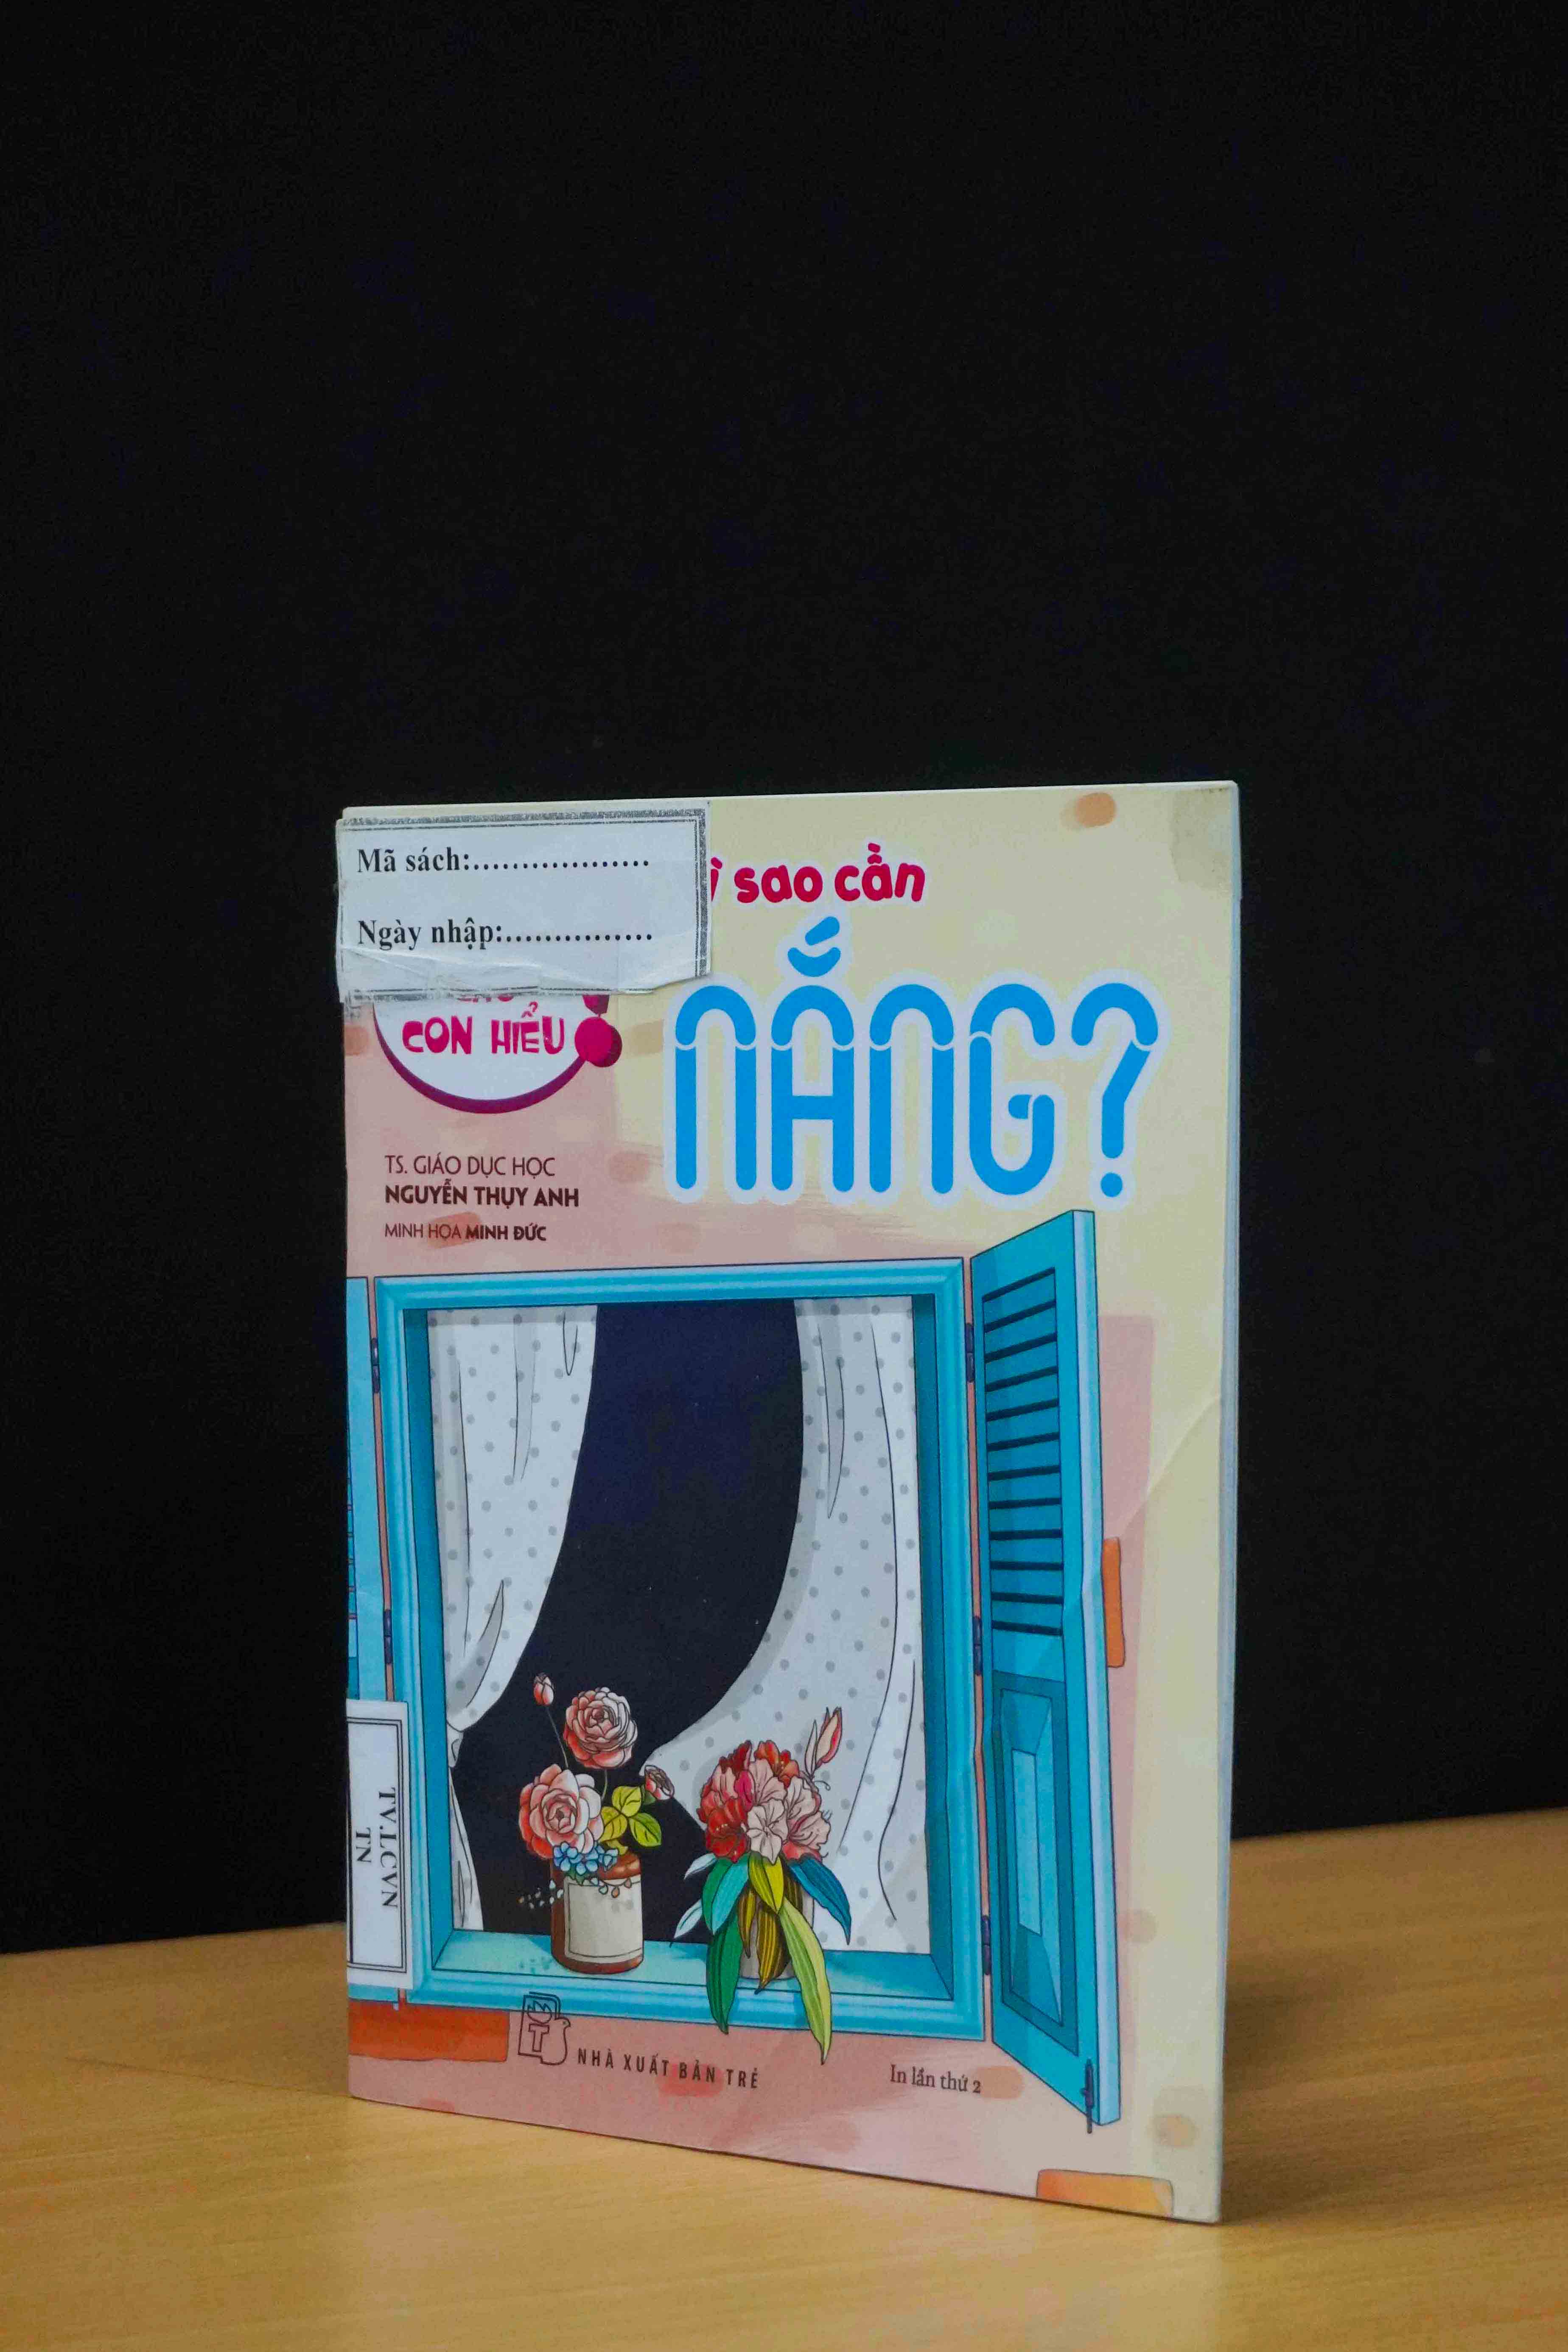 Mã sách:..................
Ngày nhập:...............
sao cần
NẮNG?
CON HIỂU
TS. GIÁO DỤC HỌC
NGUYỄN THỤY ANH
MINH HỌA MINH ĐỨC
TV.LCVN
TN
NHÀ XUẤT BẢN TRẺ
In lần thứ 2